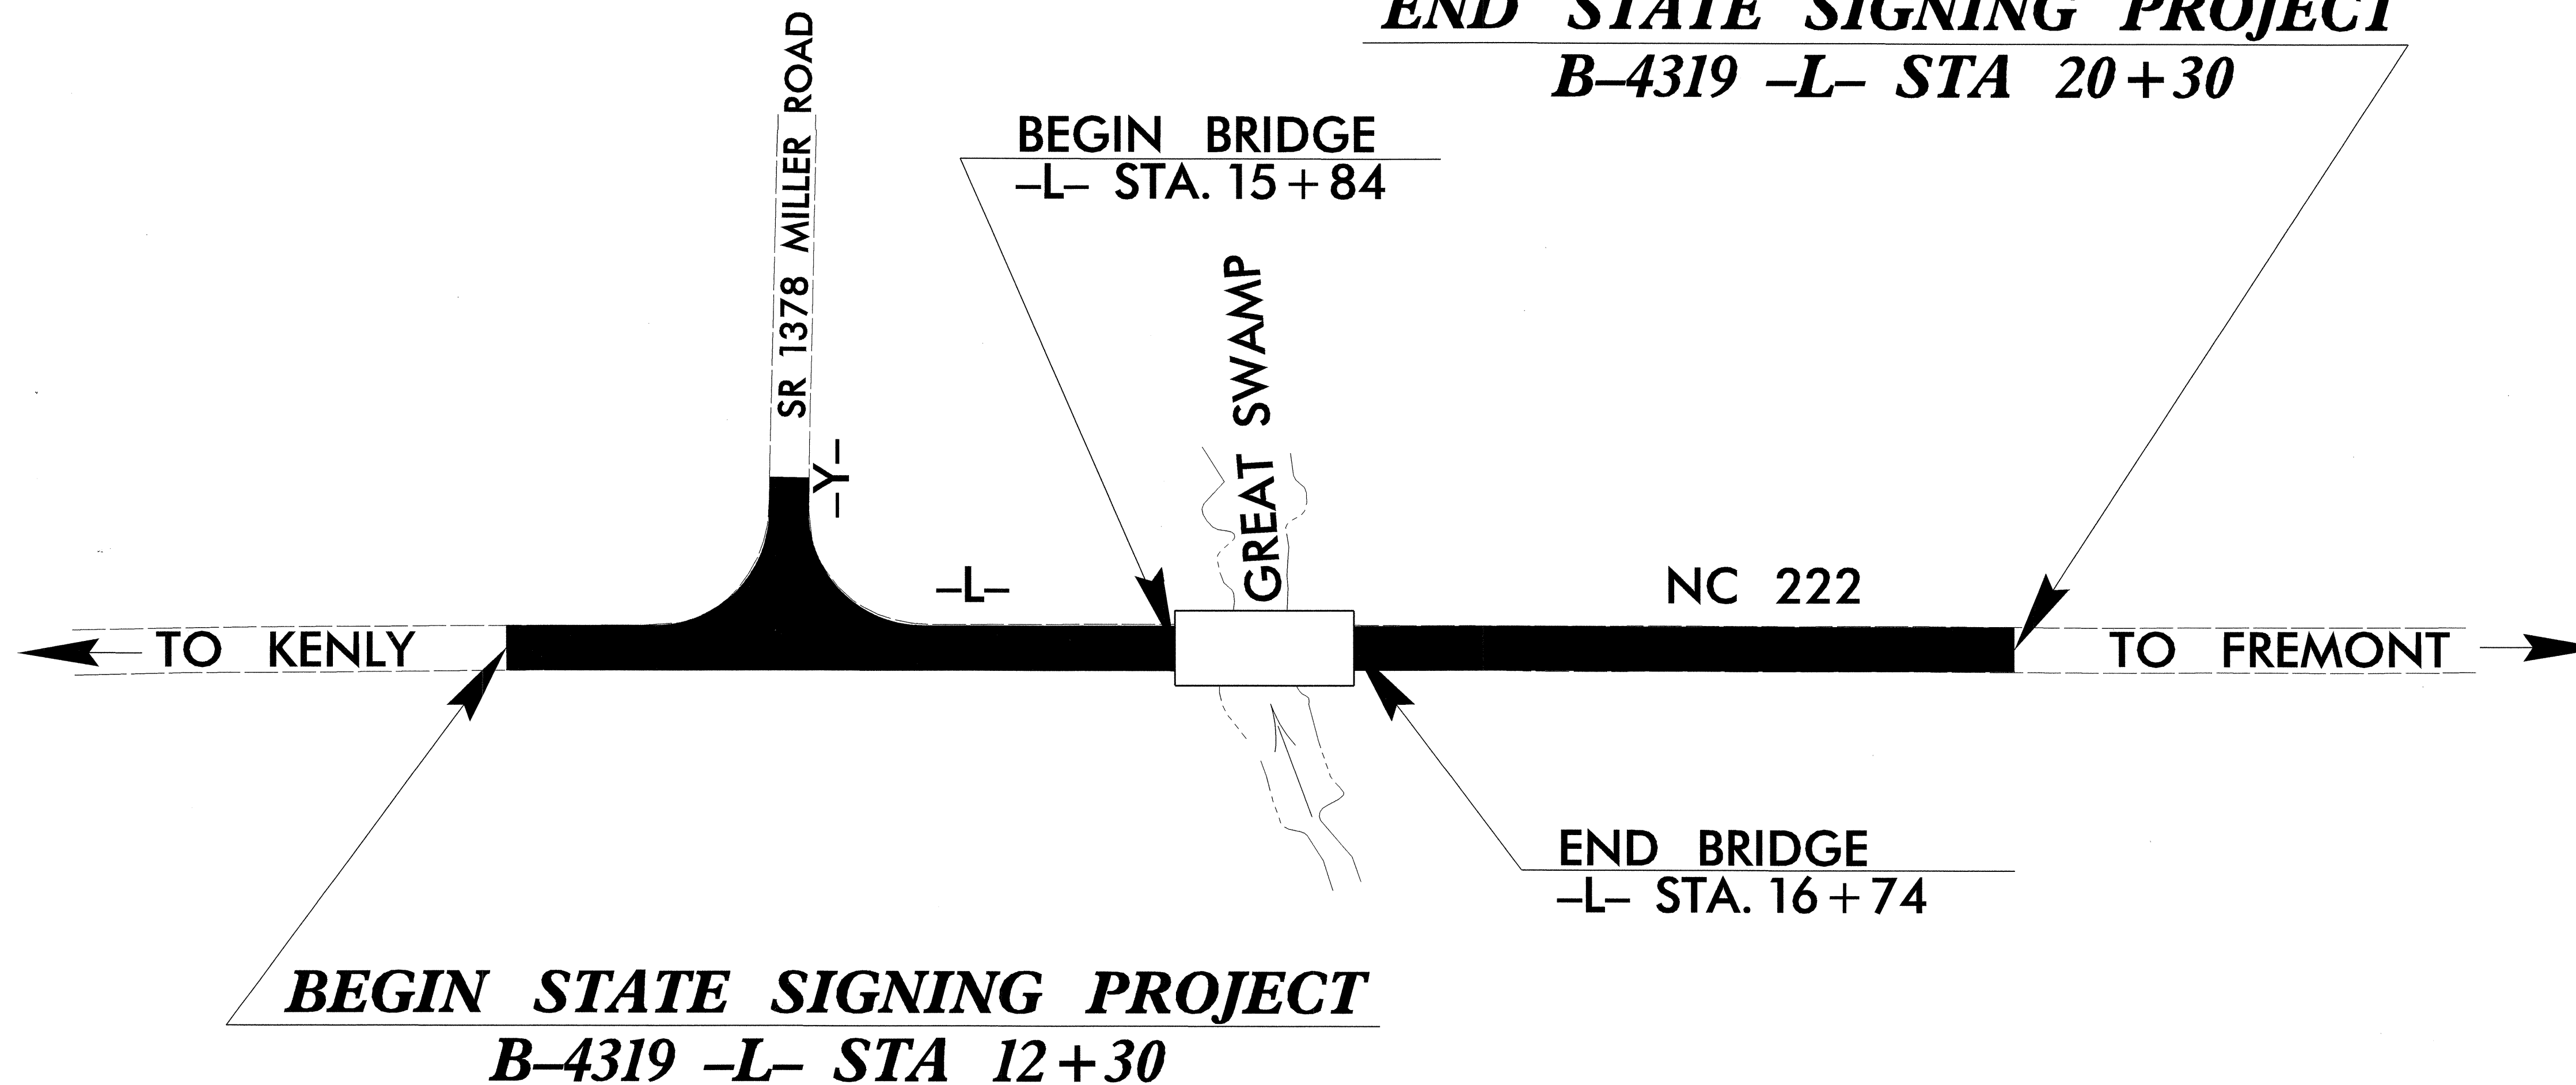 END STATE SIGNING PROJECT
B–4319 –L– STA 20+30
SR 1378 MILLER ROAD
BEGIN BRIDGE
–L– STA. 15+84
GREAT SWAMP
–Y–
–L–
NC 222
TO KENLY
TO FREMONT
END BRIDGE
–L– STA. 16+74
BEGIN STATE SIGNING PROJECT
B–4319 –L– STA 12+30